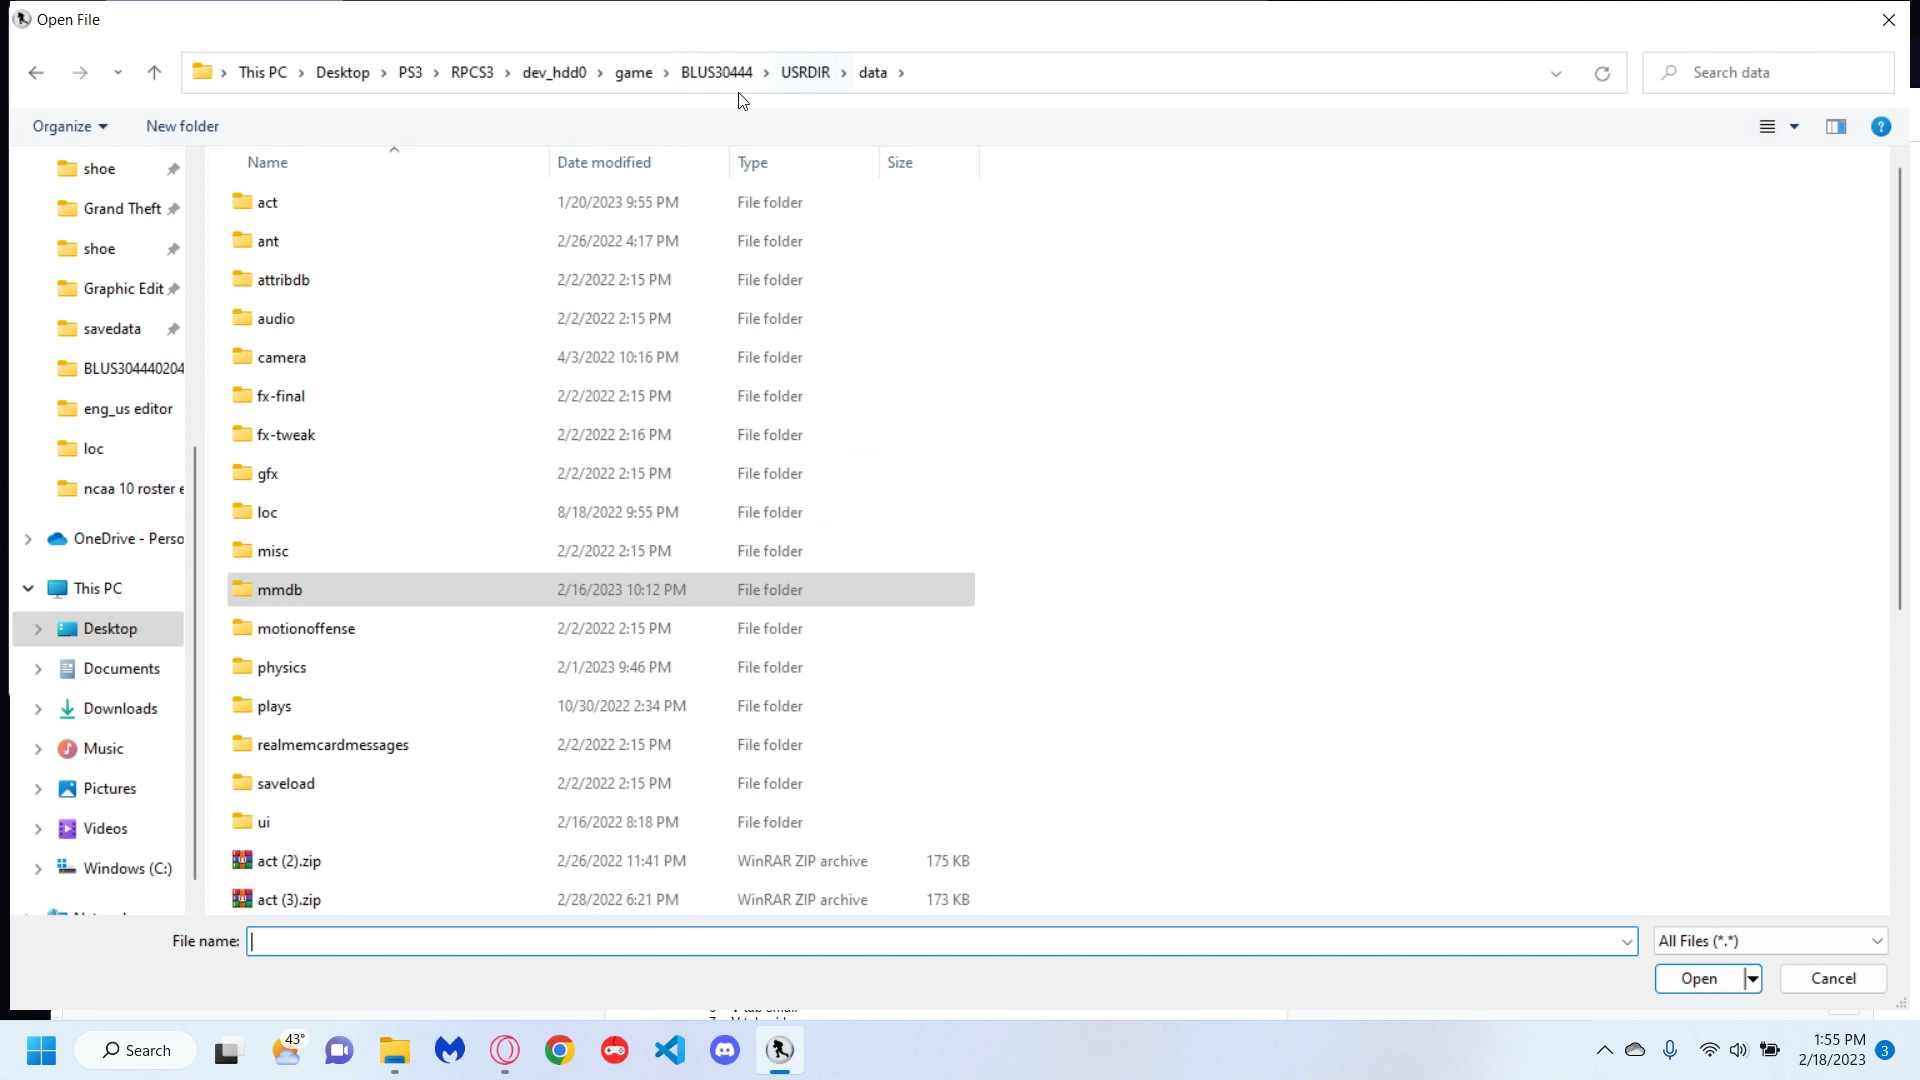 Open File
This PC > Desktop > PS3 > RPCS3 > dev_hdd0 > game > BLUS30444 > USRDIR > data >
Search data
Organize
New folder
Name
Date modified
Type
Size
shoe
Grand Theft
shoe
Graphic Edit
savedata
BLUS304440204
eng_us editor
loc
ncaa 10 roster e
OneDrive - Perso
This PC
Desktop
Documents
Downloads
Music
Pictures
Videos
Windows (C:)
act 1/20/2023 9:55 PM File folder
ant 2/26/2022 4:17 PM File folder
attribdb 2/2/2022 2:15 PM File folder
audio 2/2/2022 2:15 PM File folder
camera 4/3/2022 10:16 PM File folder
fx-final 2/2/2022 2:15 PM File folder
fx-tweak 2/2/2022 2:16 PM File folder
gfx 2/2/2022 2:15 PM File folder
loc 8/18/2022 9:55 PM File folder
misc 2/2/2022 2:15 PM File folder
mmdb 2/16/2023 10:12 PM File folder
motionoffense 2/2/2022 2:15 PM File folder
physics 2/1/2023 9:46 PM File folder
plays 10/30/2022 2:34 PM File folder
realmemcardmessages 2/2/2022 2:15 PM File folder
saveload 2/2/2022 2:15 PM File folder
ui 2/16/2022 8:18 PM File folder
act (2).zip 2/26/2022 11:41 PM WinRAR ZIP archive 175 KB
act (3).zip 2/28/2022 6:21 PM WinRAR ZIP archive 173 KB
File name:
All Files (*.*)
Open
Cancel
Search
43°
1:55 PM
2/18/2023
3